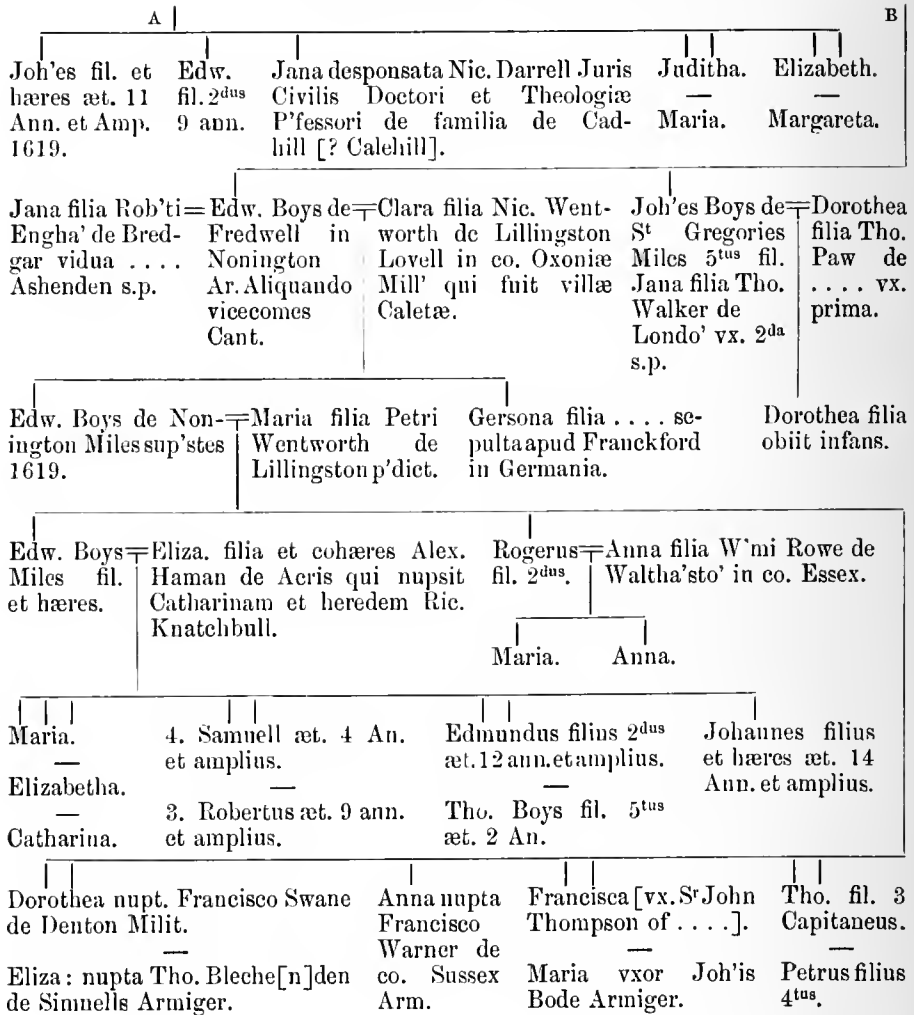 A B
Joh'es fil. et
hæres æt. 11
Ann. et Amp.
1619.
Edw.
fil. 2dus
9 ann.
Jana desponsata Nic. Darrell Juris
Civilis Doctori et Theologiæ
P'fessori de familia de Cad-
hill [? Calehill].
Juditha.
—
Maria.
Elizabeth.
—
Margareta.
Jana filia Rob'ti
Engha' de Bred-
gar vidua ....
Ashenden s.p.
=
Edw. Boys de
Fredwell in
Nonington
Ar. Aliquando
vicecomes
Cant.
=
Clara filia Nic. Went-
worth de Lillingston
Lovell in co. Oxoniæ
Mill' qui fuit villæ
Caletæ.
Joh'es Boys de
St Gregories
Miles 5tus fil.
Jana filia Tho.
Walker de
Londo' vx. 2da
s.p.
=
Dorothea
filia Tho.
Paw de
.... vx.
prima.
Edw. Boys de Non-
ington Miles sup'stes
1619.
=
Maria filia Petri
Wentworth de
Lillingston p'dict.
Gersona filia .... se-
pulta apud Franckford
in Germania.
Dorothea filia
obiit infans.
Edw. Boys
Miles fil.
et hæres.
=
Eliza. filia et cohæres Alex.
Haman de Acris qui nupsit
Catharinam et heredem Ric.
Knatchbull.
Rogerus
fil. 2dus.
=
Anna filia W'mi Rowe de
Waltha'sto' in co. Essex.
Maria. Anna.
Maria.
—
Elizabetha.
—
Catharina.
4. Samuell æt. 4 An.
et amplius.
—
3. Robertus æt. 9 ann.
et amplius.
Edmundus filius 2dus
æt. 12 ann. et amplius.
—
Tho. Boys fil. 5tus
æt. 2 An.
Johannes filius
et hæres æt. 14
Ann. et amplius.
Dorothea nupt. Francisco Swane
de Denton Milit.
—
Eliza: nupta Tho. Bleche[n]den
de Simnells Armiger.
Anna nupta
Francisco
Warner de
co. Sussex
Arm.
Francisca [vx. Sr John
Thompson of ....].
—
Maria vxor Joh'is
Bode Armiger.
Tho. fil. 3
Capitaneus.
—
Petrus filius
4tus.